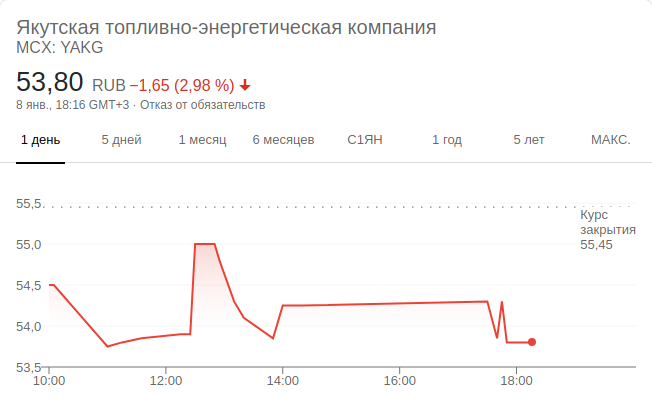 Якутская топливно-энергетическая компания
MCX: YAKG
53,80 RUB −1,65 (2,98 %)
8 янв., 18:16 GMT+3 · Отказ от обязательств
1 день 5 дней 1 месяц 6 месяцев С1ЯН 1 год 5 лет МАКС.
55,5
Курс
закрытия
55,45
55,0
54,5
54,0
53,5
10:00 12:00 14:00 16:00 18:00